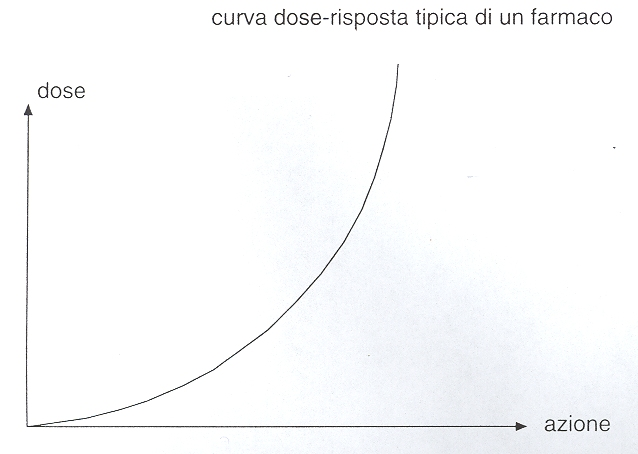 curva dose-risposta tipica di un farmaco
dose
azione